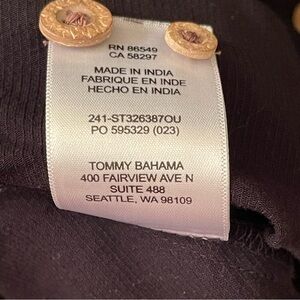 RN 86549
CA 58297
MADE IN INDIA
FABRIQUE EN INDE
HECHO EN INDIA
241-ST326387OU
PO 595329 (023)
TOMMY BAHAMA
400 FAIRVIEW AVE N
SUITE 488
SEATTLE, WA 98109